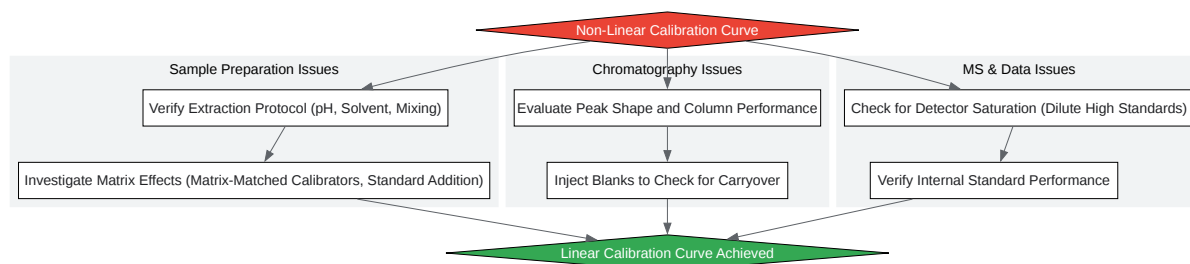 Non-Linear Calibration Curve
Sample Preparation Issues
Chromatography Issues
MS & Data Issues
Verify Extraction Protocol (pH, Solvent, Mixing)
Evaluate Peak Shape and Column Performance
Check for Detector Saturation (Dilute High Standards)
Investigate Matrix Effects (Matrix-Matched Calibrators, Standard Addition)
Inject Blanks to Check for Carryover
Verify Internal Standard Performance
Linear Calibration Curve Achieved